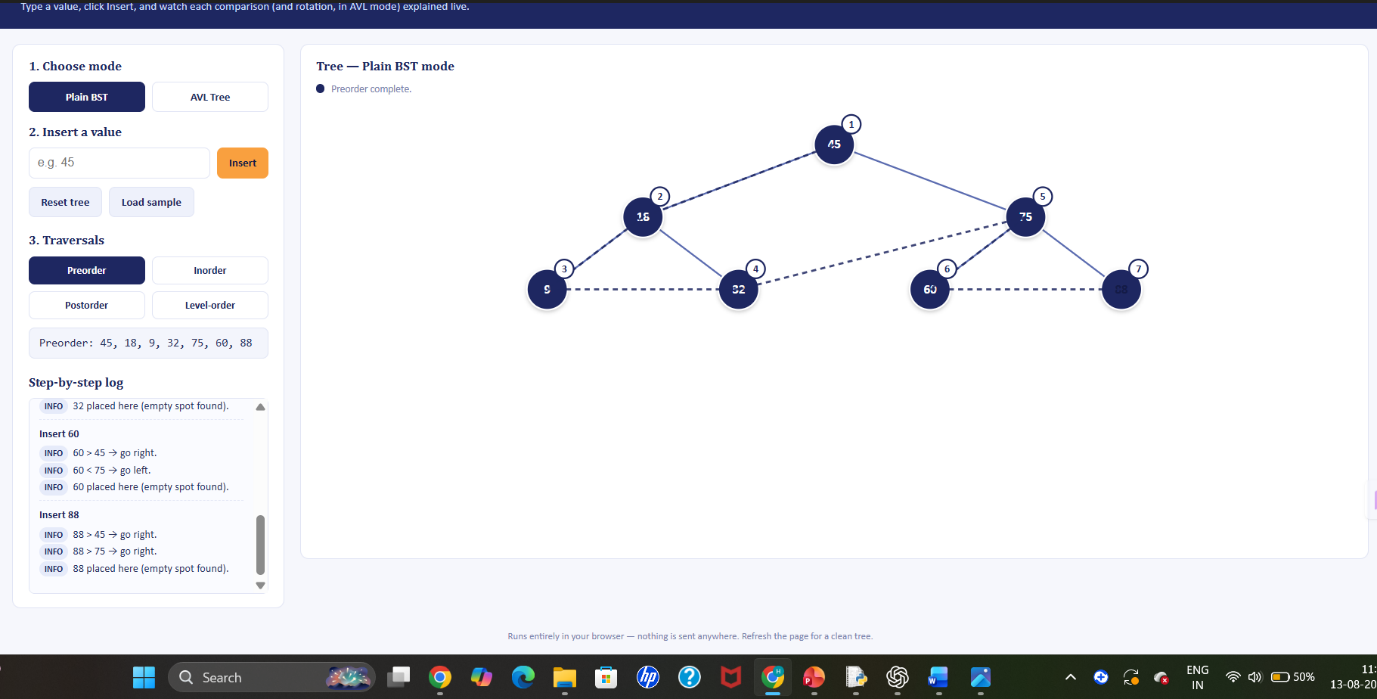 Type a value, click Insert, and watch each comparison (and rotation, in AVL mode) explained live.
1. Choose mode
Plain BST
AVL Tree
2. Insert a value
e.g. 45
Insert
Reset tree
Load sample
3. Traversals
Preorder
Inorder
Postorder
Level-order
Preorder: 45, 18, 9, 32, 75, 60, 88
Step-by-step log
INFO 32 placed here (empty spot found).
Insert 60
INFO 60 > 45 → go right.
INFO 60 < 75 → go left.
INFO 60 placed here (empty spot found).
Insert 88
INFO 88 > 45 → go right.
INFO 88 > 75 → go right.
INFO 88 placed here (empty spot found).
Tree — Plain BST mode
Preorder complete.
1
45
2
18
5
75
3
9
4
32
6
60
7
88
Runs entirely in your browser — nothing is sent anywhere. Refresh the page for a clean tree.
Search
ENG
IN
50%
11:
13-08-20